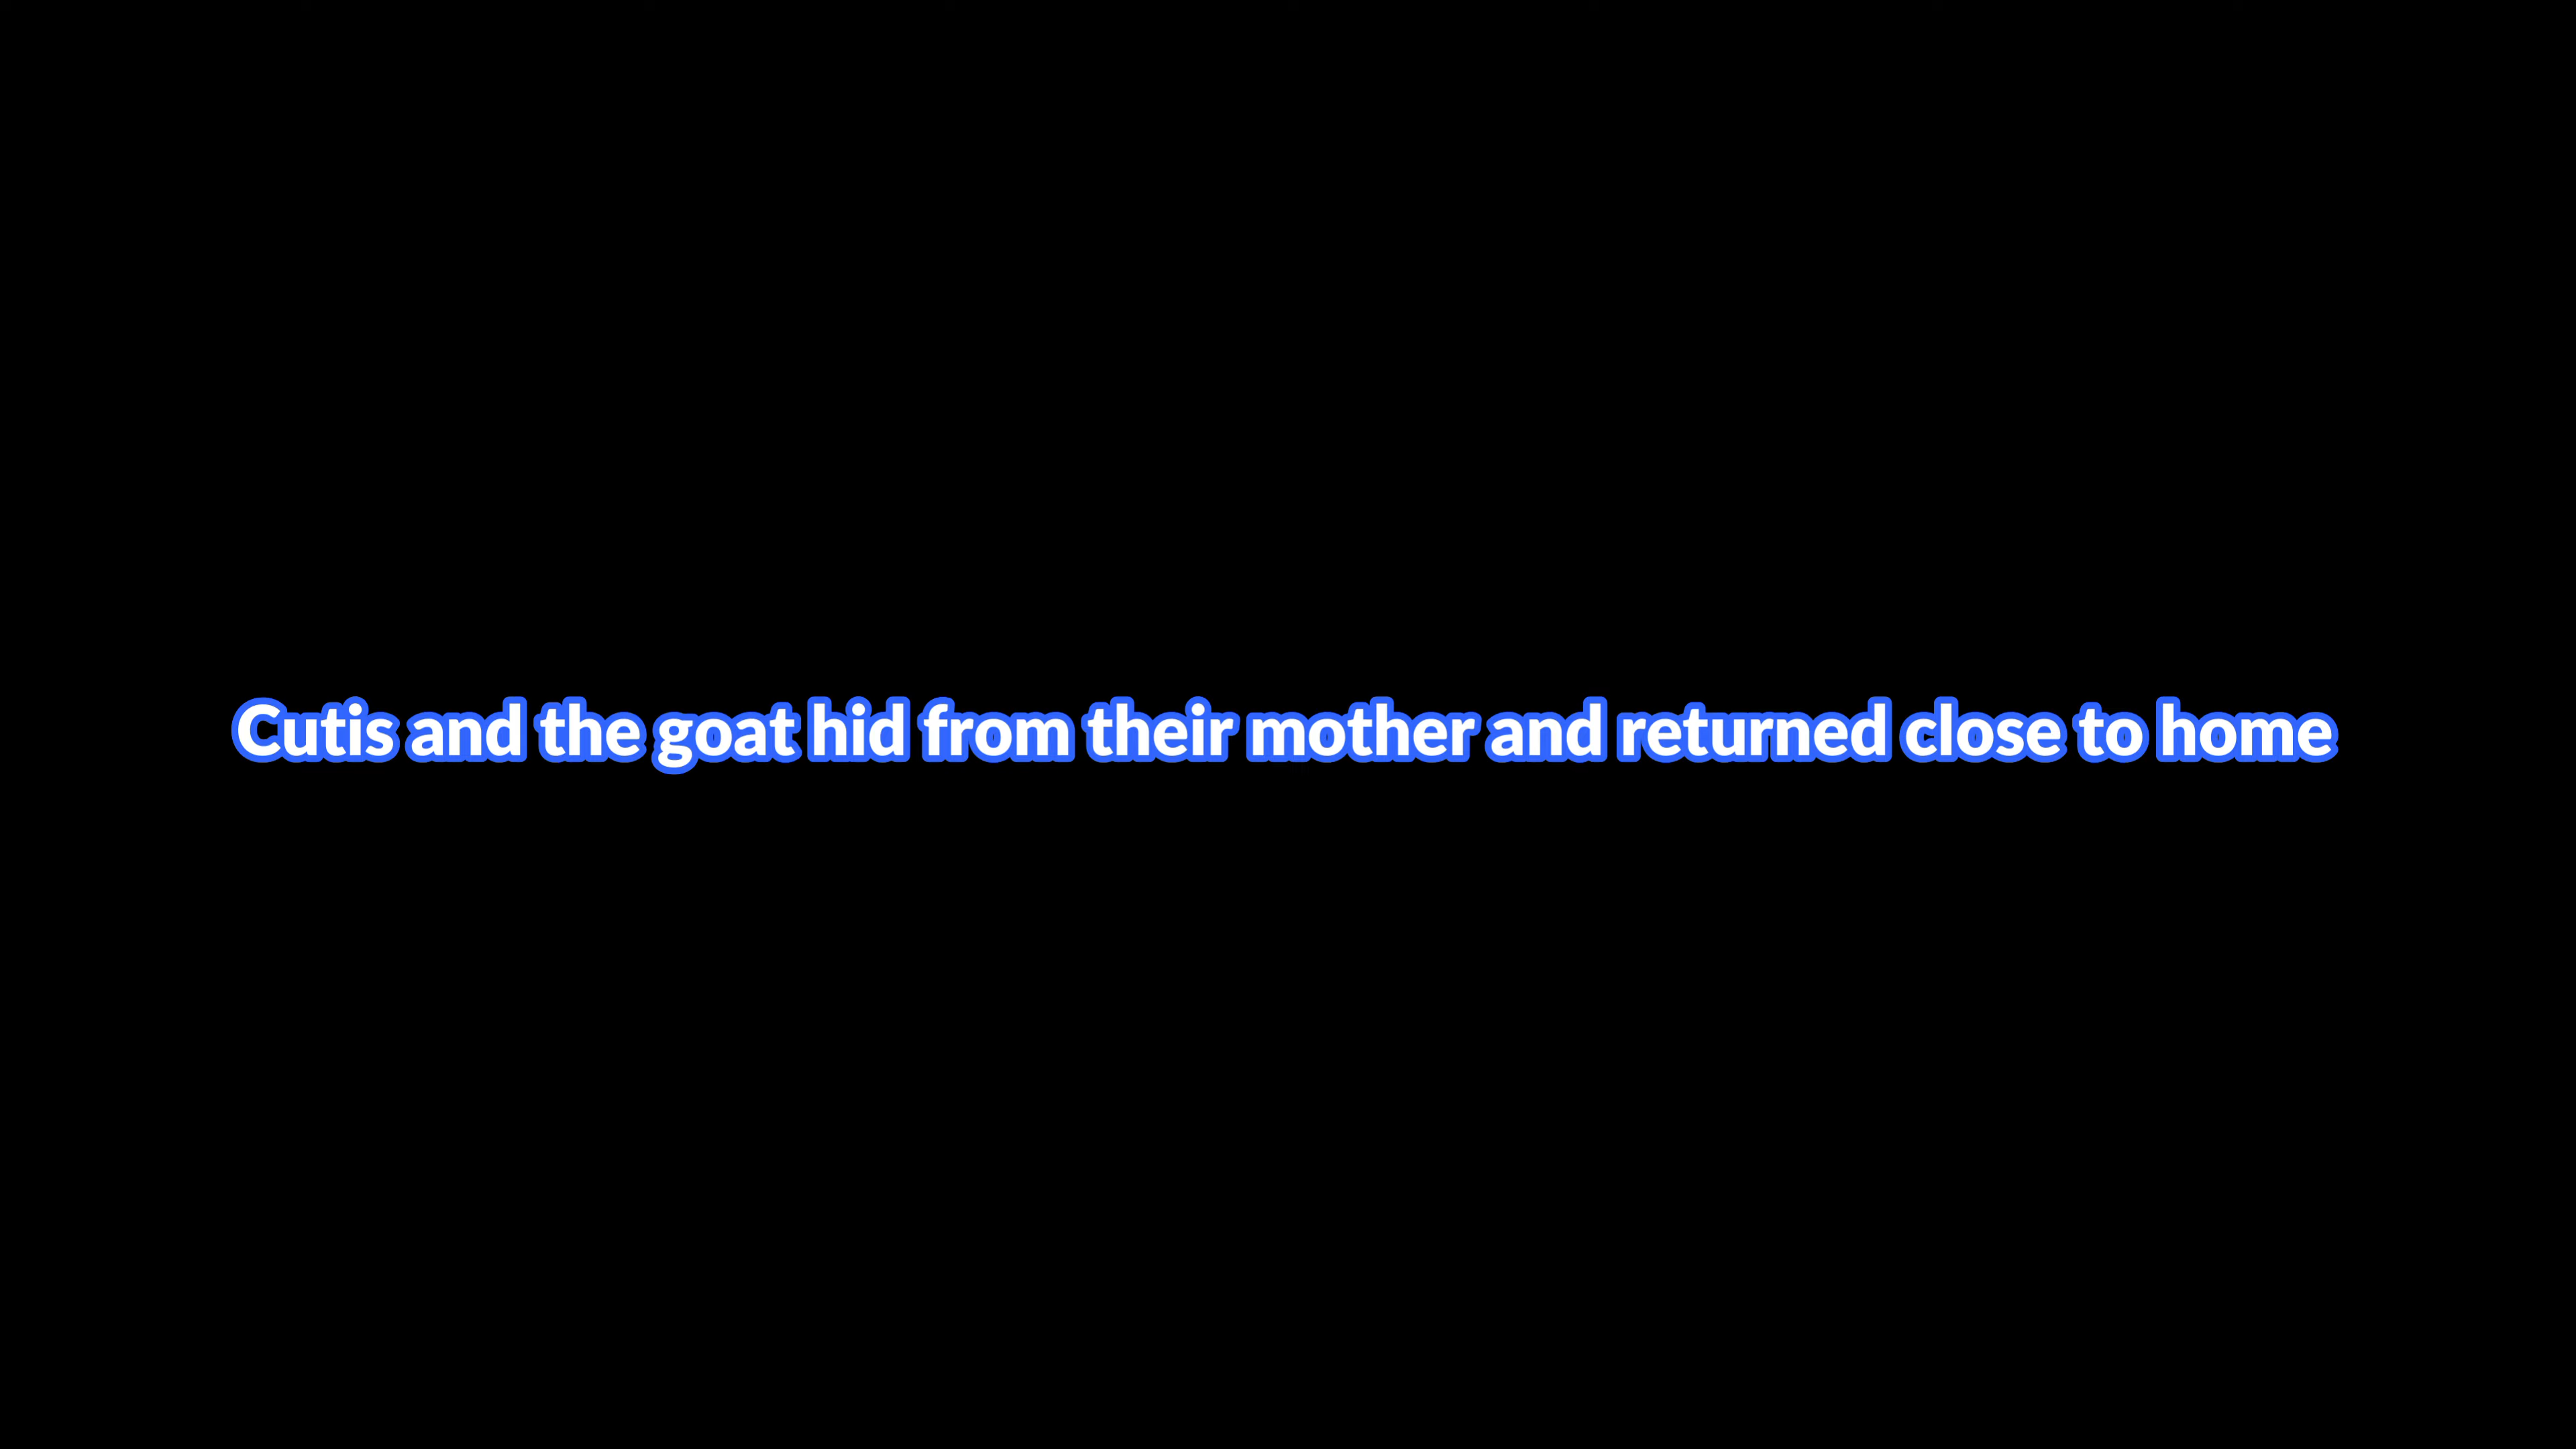 Cutis and the goat hid from their mother and returned close to home